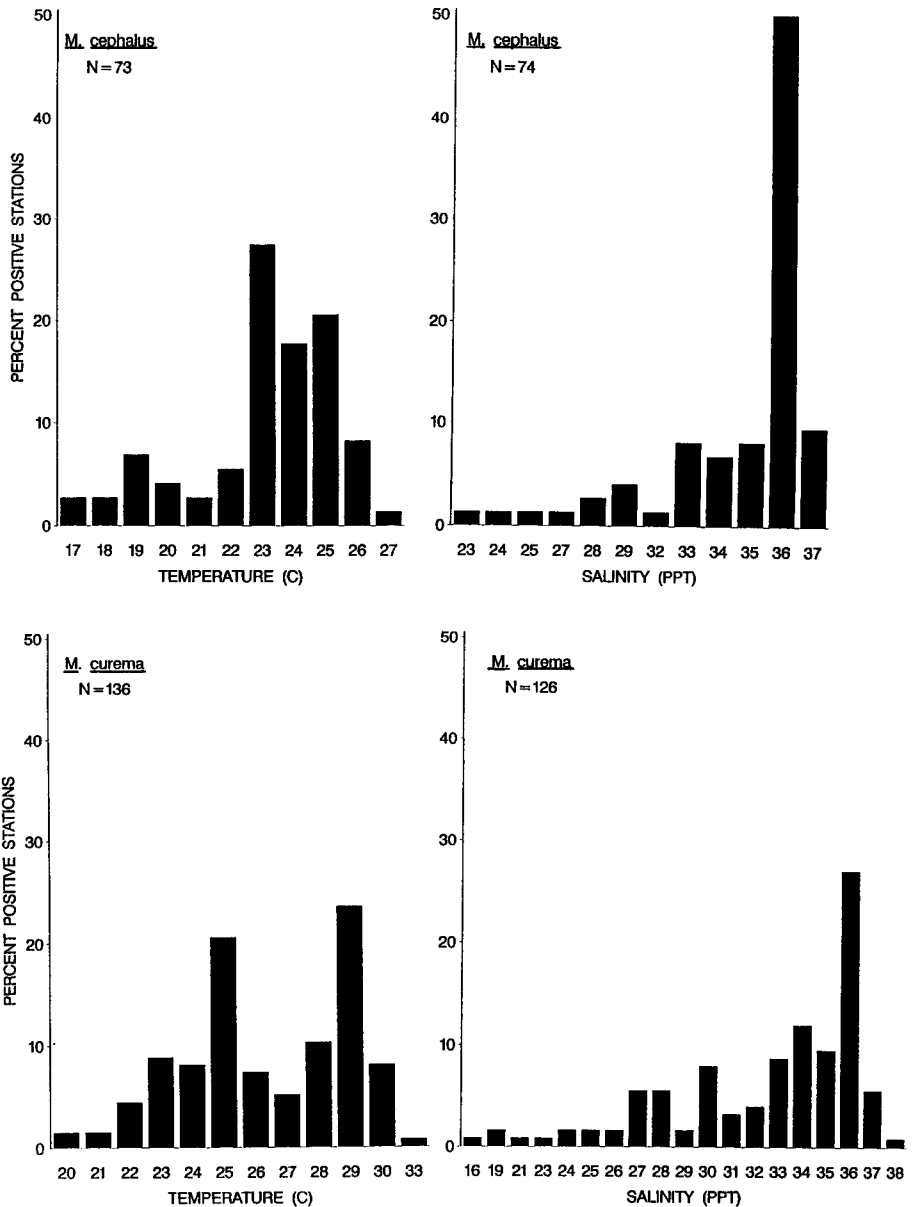 M. cephalus
N=73
PERCENT POSITIVE STATIONS
50
40
30
20
10
0
17 18 19 20 21 22 23 24 25 26 27
TEMPERATURE (C)
M. cephalus
N=74
50
40
30
20
10
0
23 24 25 27 28 29 32 33 34 35 36 37
SALINITY (PPT)
M. curema
N=136
PERCENT POSITIVE STATIONS
50
40
30
20
10
0
20 21 22 23 24 25 26 27 28 29 30 33
TEMPERATURE (C)
M. curema
N=126
50
40
30
20
10
0
16 19 21 23 24 25 26 27 28 29 30 31 32 33 34 35 36 37 38
SALINITY (PPT)